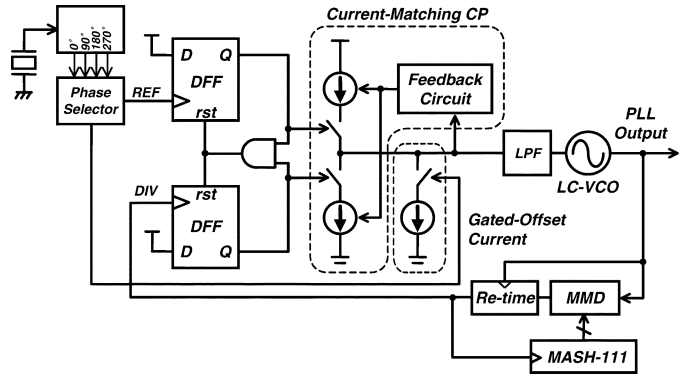 Current-Matching CP
0°
90°
180°
270°
Phase
Selector
REF
D
Q
DFF
rst
Feedback
Circuit
PLL
Output
LPF
LC-VCO
DIV
rst
DFF
D
Q
Gated-Offset
Current
Re-time
MMD
MASH-111